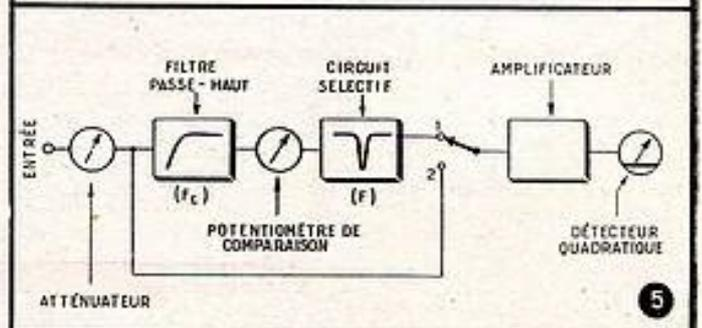 FILTRE
PASSE-HAUT
CIRCUIT
SELECTIF
AMPLIFICATEUR
ENTRÉE
1
2
(fc)
(F)
POTENTIOMÈTRE DE
COMPARAISON
DÉTECTEUR
QUADRATIQUE
ATTÉNUATEUR
5